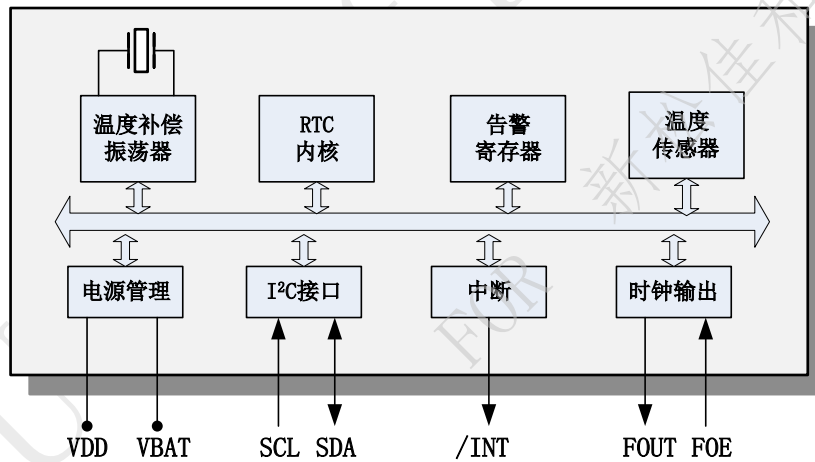 温度补偿
振荡器
RTC
内核
告警
寄存器
温度
传感器
电源管理
I²C接口
中断
时钟输出
VDD VBAT SCL SDA /INT FOUT FOE
FOR